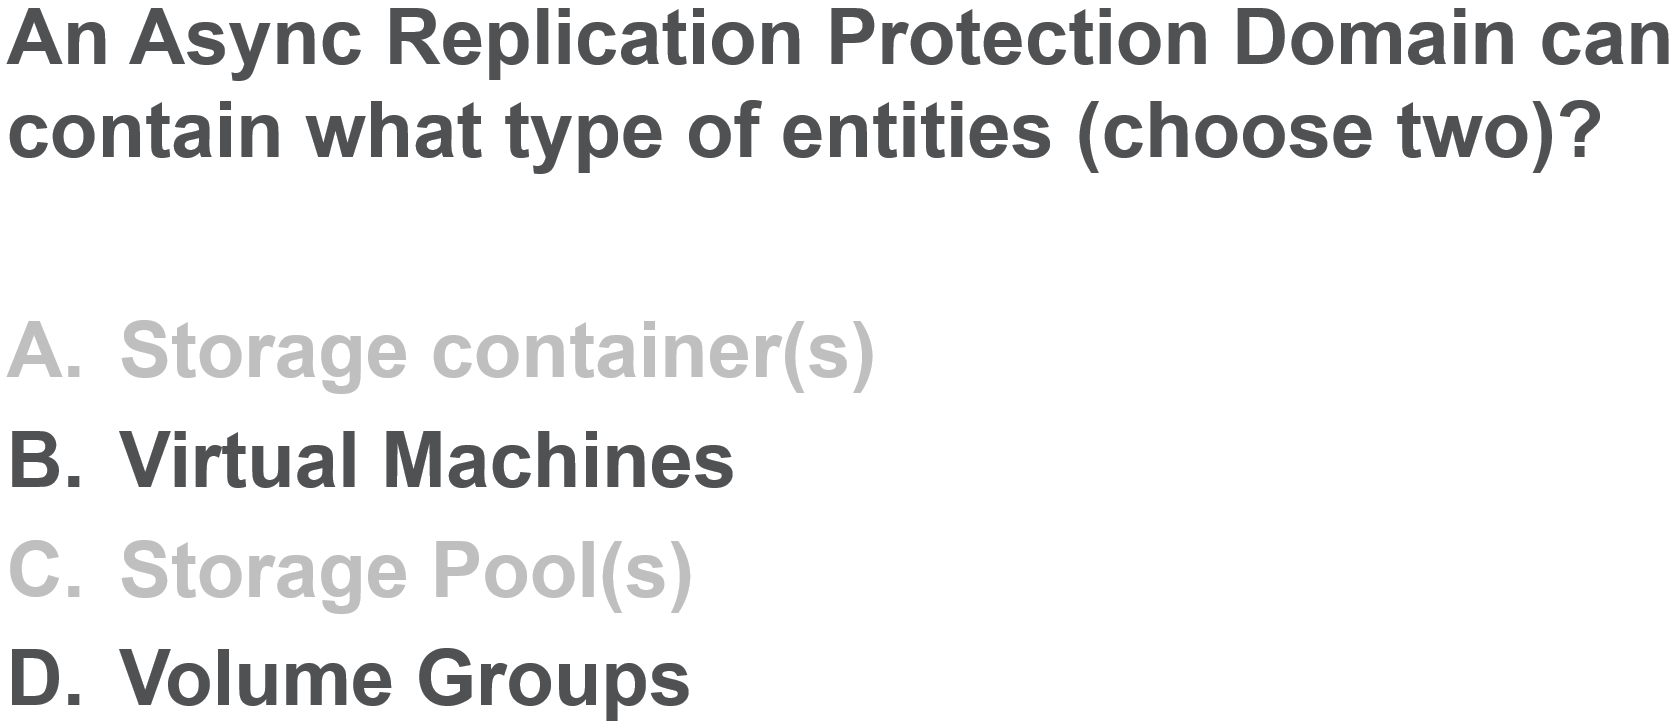 An Async Replication Protection Domain can
contain what type of entities (choose two)?
A. Storage container(s)
B. Virtual Machines
C. Storage Pool(s)
D. Volume Groups